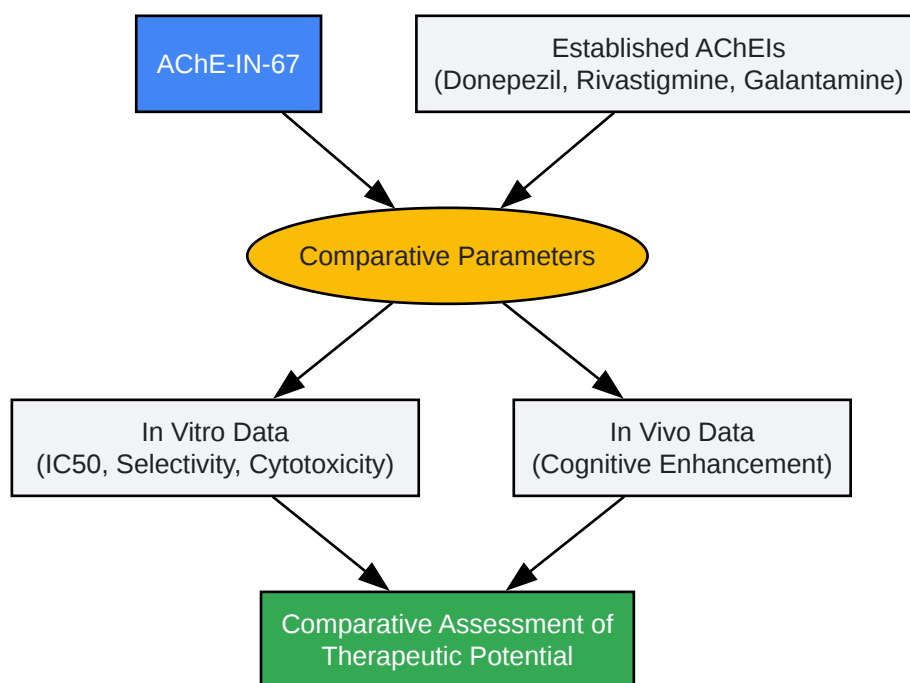 AChE-IN-67
Established AChEIs
(Donepezil, Rivastigmine, Galantamine)
Comparative Parameters
In Vitro Data
(IC50, Selectivity, Cytotoxicity)
In Vivo Data
(Cognitive Enhancement)
Comparative Assessment of
Therapeutic Potential